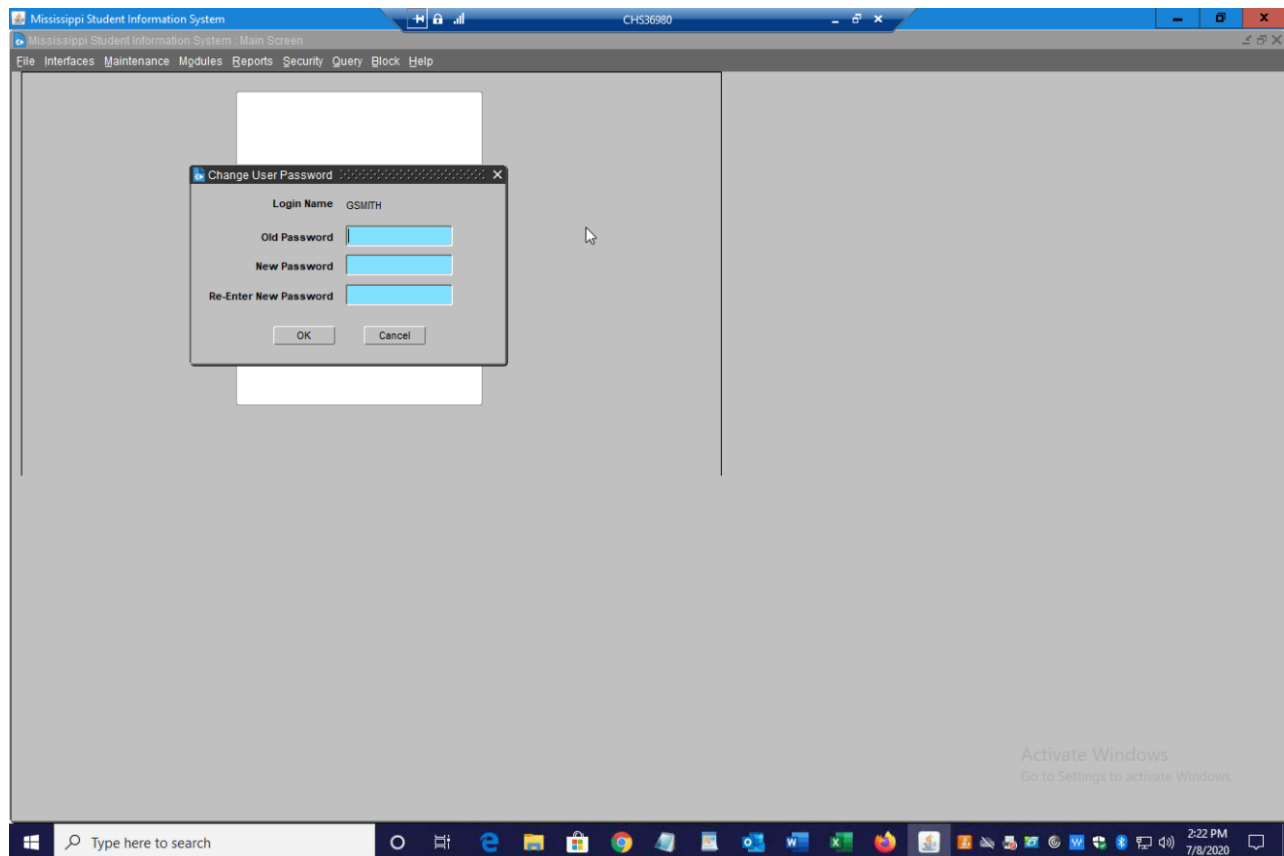 Mississippi Student Information System
CHS36980
Mississippi Student Information System : Main Screen
File Interfaces Maintenance Modules Reports Security Query Block Help
Change User Password
Login Name GSMITH
Old Password
New Password
Re-Enter New Password
OK Cancel
Activate Windows
Go to Settings to activate Windows.
Type here to search
2:22 PM
7/8/2020